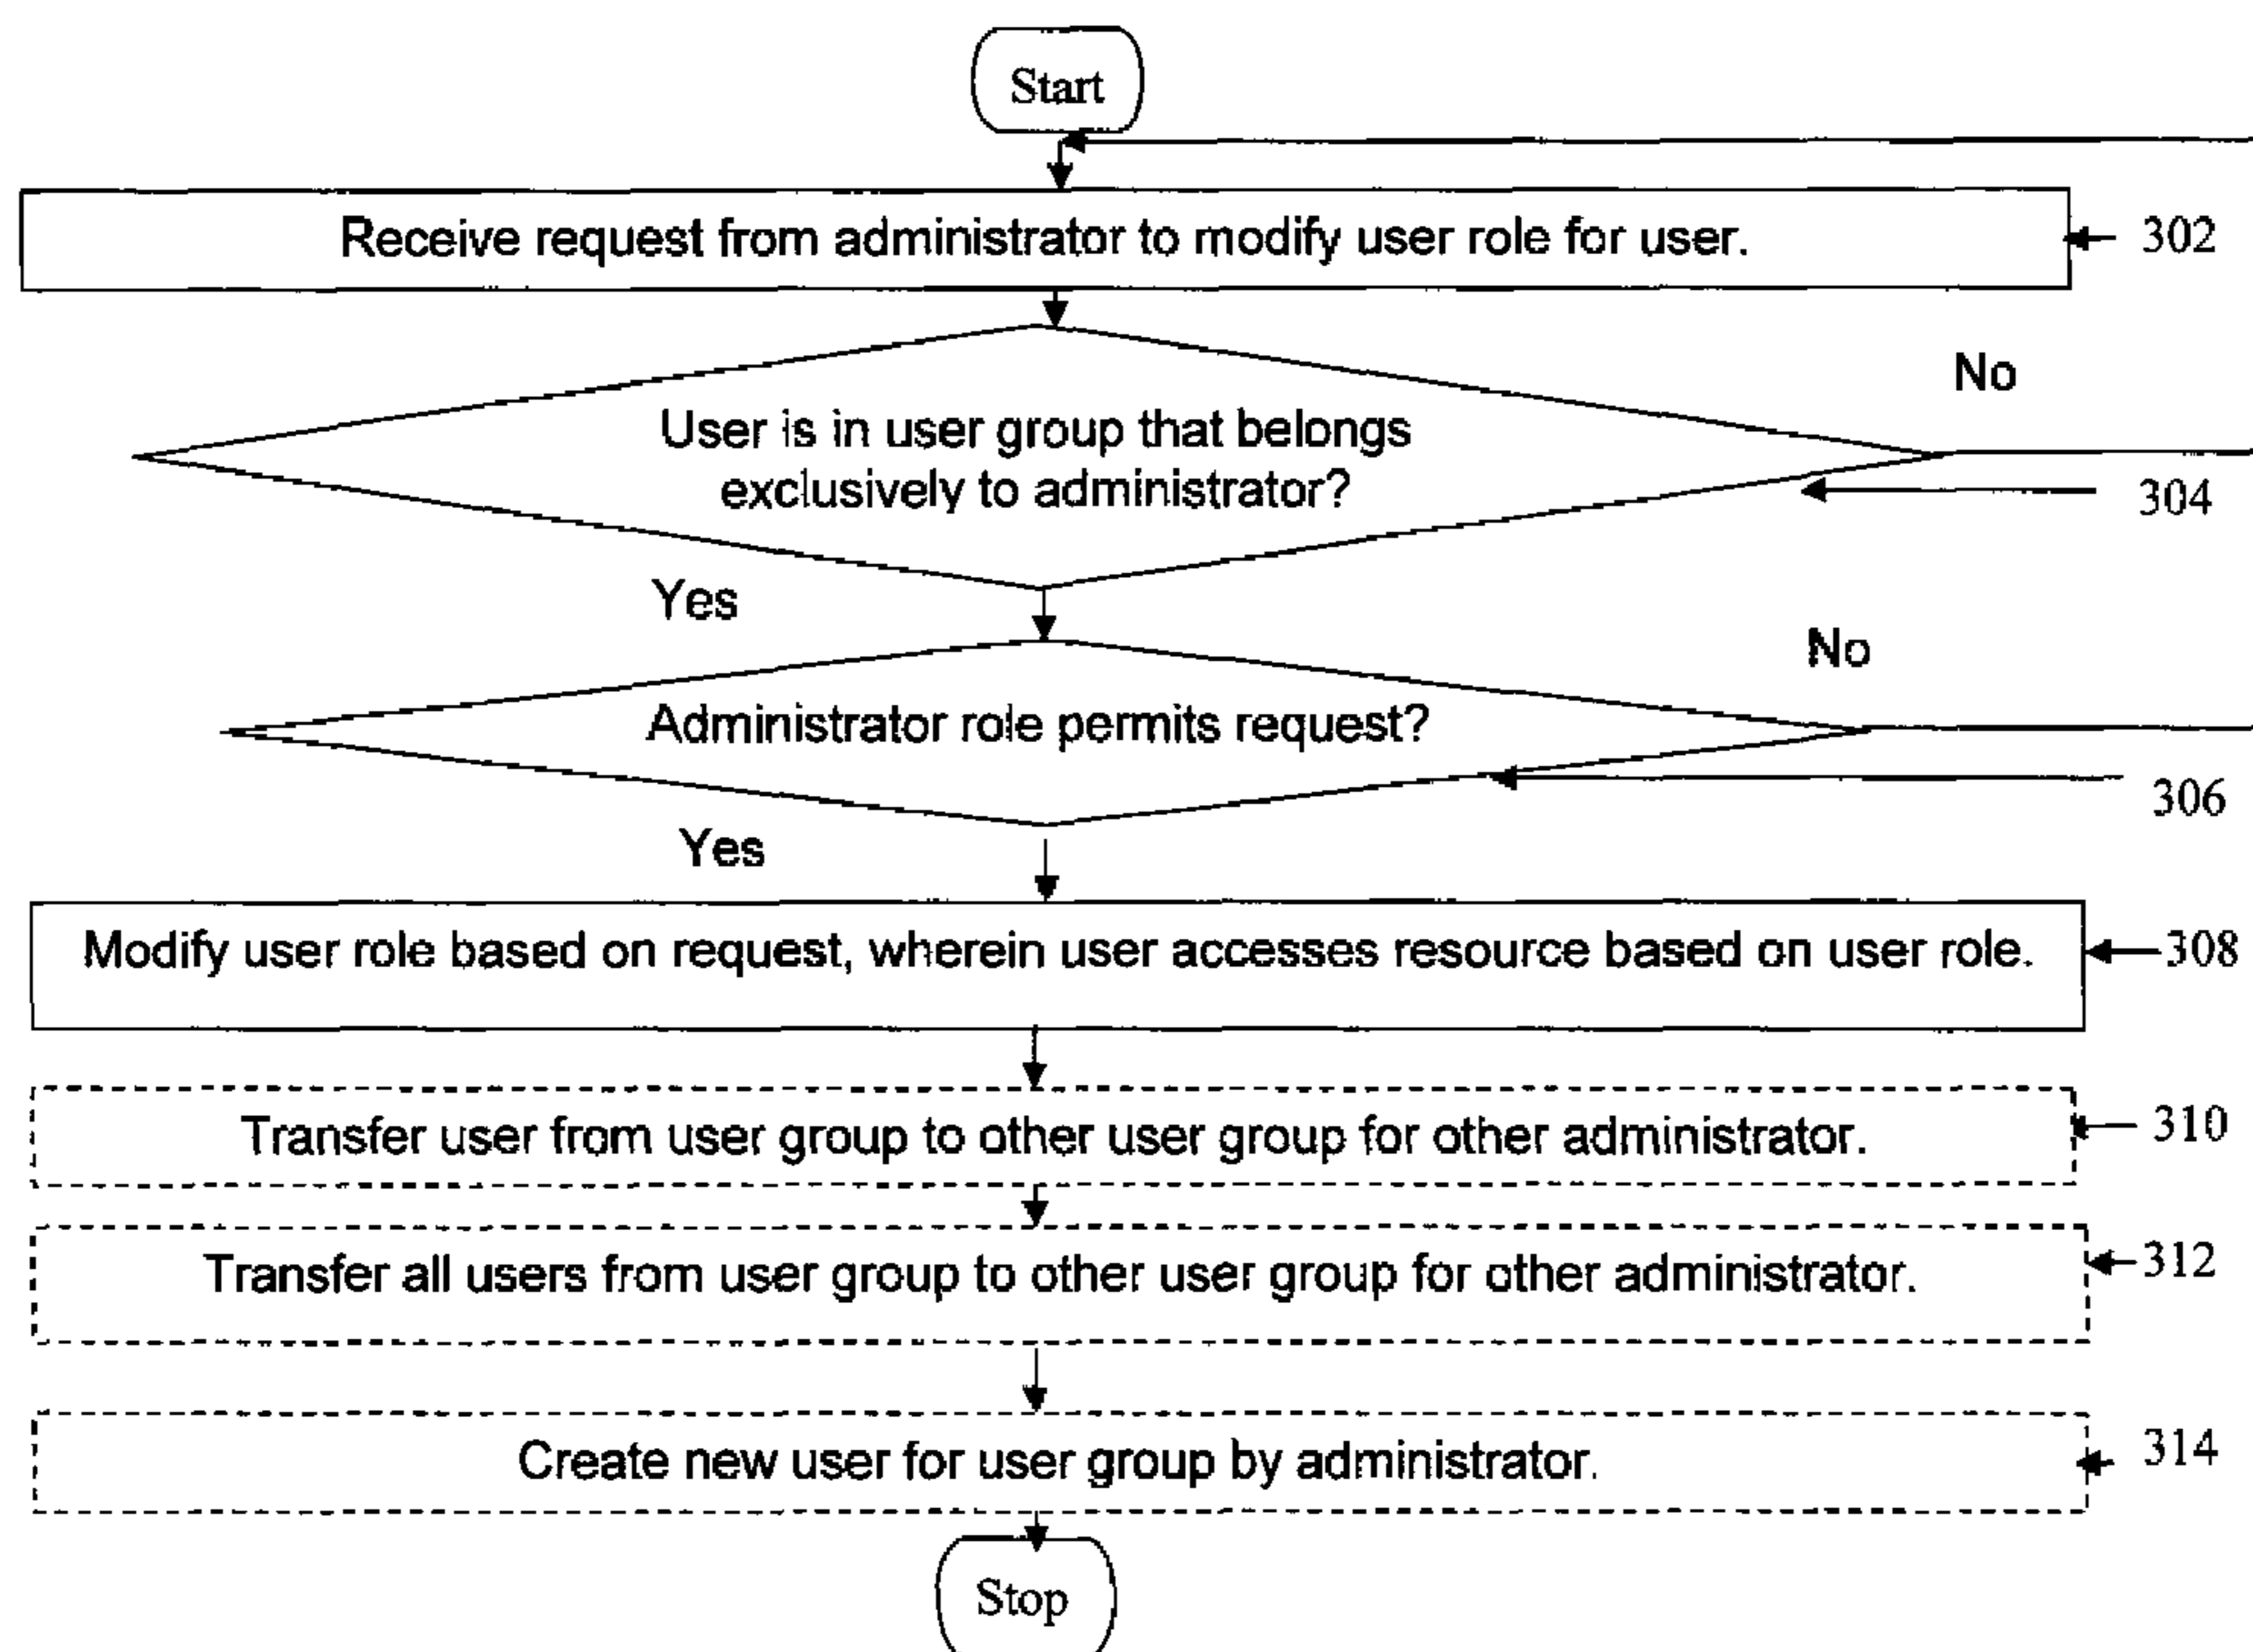 Start
Receive request from administrator to modify user role for user.
302
No
User is in user group that belongs
exclusively to administrator?
304
Yes
No
Administrator role permits request?
306
Yes
Modify user role based on request, wherein user accesses resource based on user role.
308
Transfer user from user group to other user group for other administrator.
310
Transfer all users from user group to other user group for other administrator.
312
Create new user for user group by administrator.
314
Stop